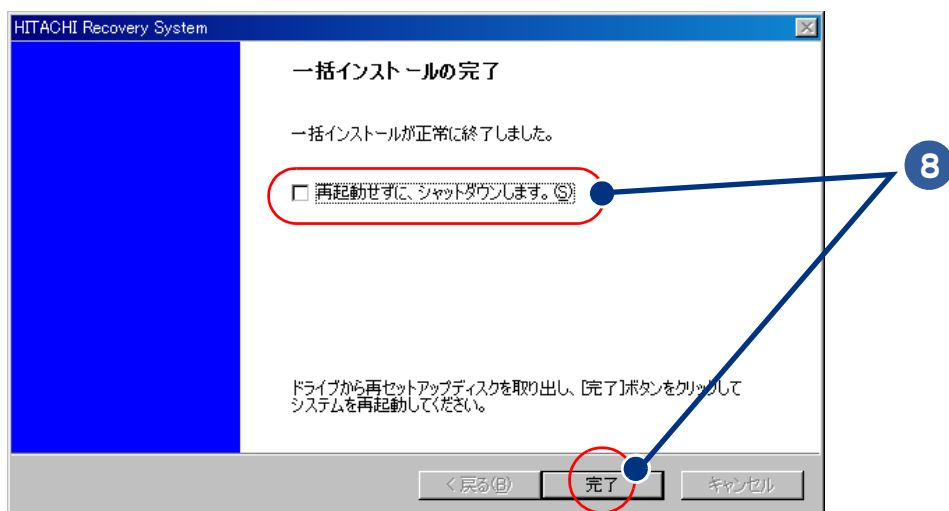 HITACHI Recovery System
一括インストールの完了
一括インストールが正常に終了しました。
再起動せずに、シャットダウンします。(S)
8
ドライブから再セットアップディスクを取り出し、[完了]ボタンをクリックして
システムを再起動してください。
< 戻る(B)
完了
キャンセル